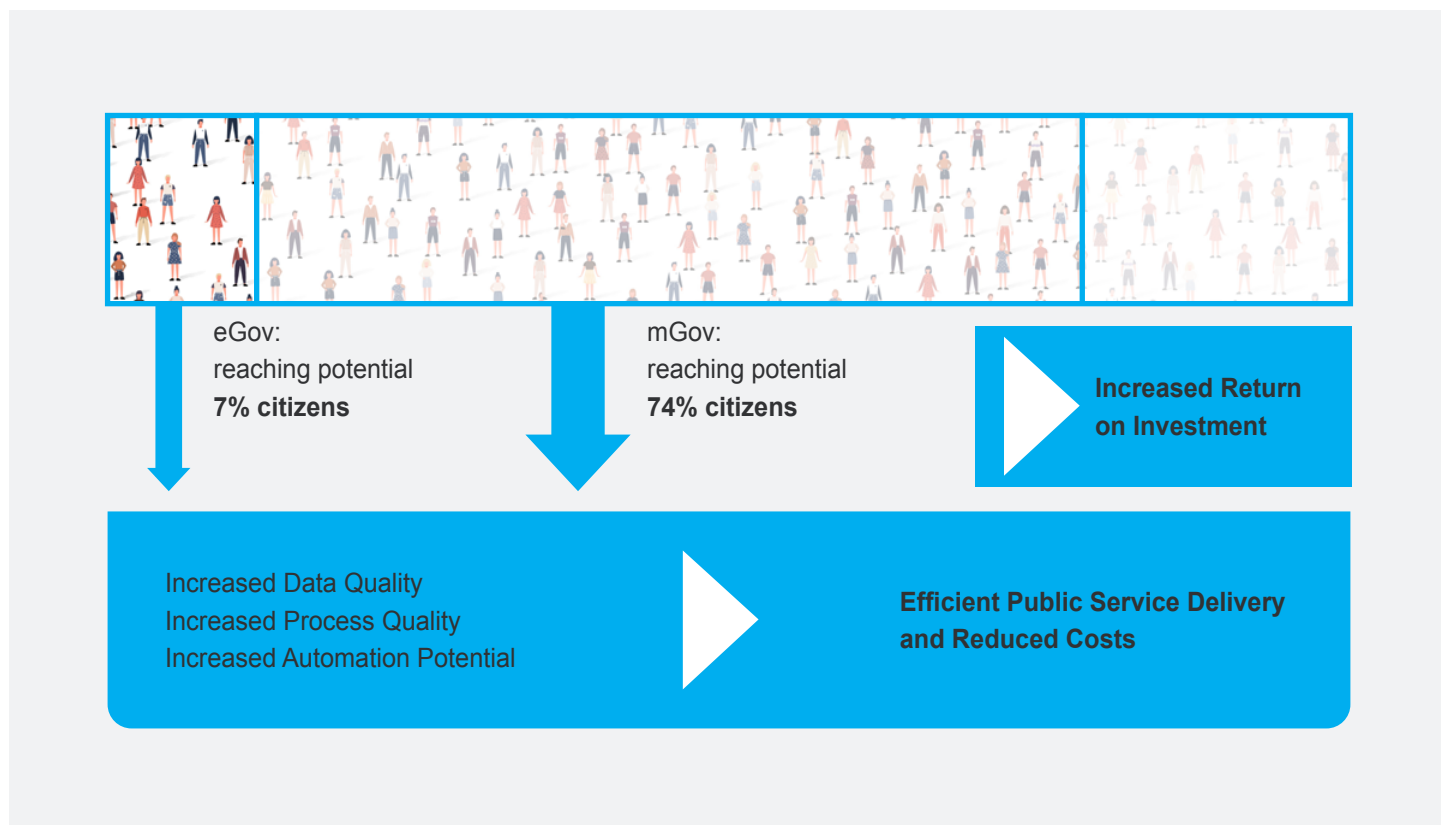 eGov:
reaching potential
7% citizens
mGov:
reaching potential
74% citizens
Increased Return
on Investment
Increased Data Quality
Increased Process Quality
Increased Automation Potential
Efficient Public Service Delivery
and Reduced Costs